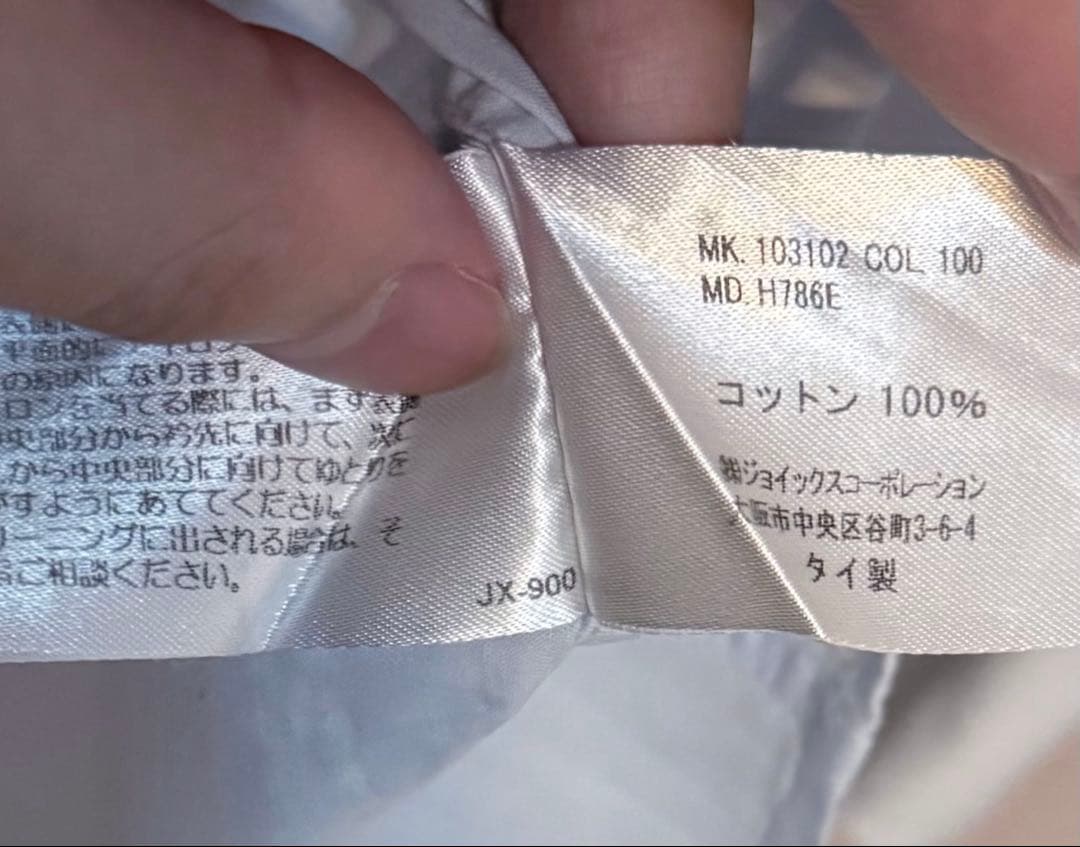 の原因になります。
ロンを当てる際には、まず表
央部分から衿先に向けて、次に
から中央部分に向けてゆとりを
がすようにあててください。
リーニングに出される場合は、そ
ご相談ください。
JX-900
MK. 103102 COL 100
MD. H786E
コットン 100%
㈱ジョイックスコーポレーション
大阪市中央区谷町3-6-4
タイ製